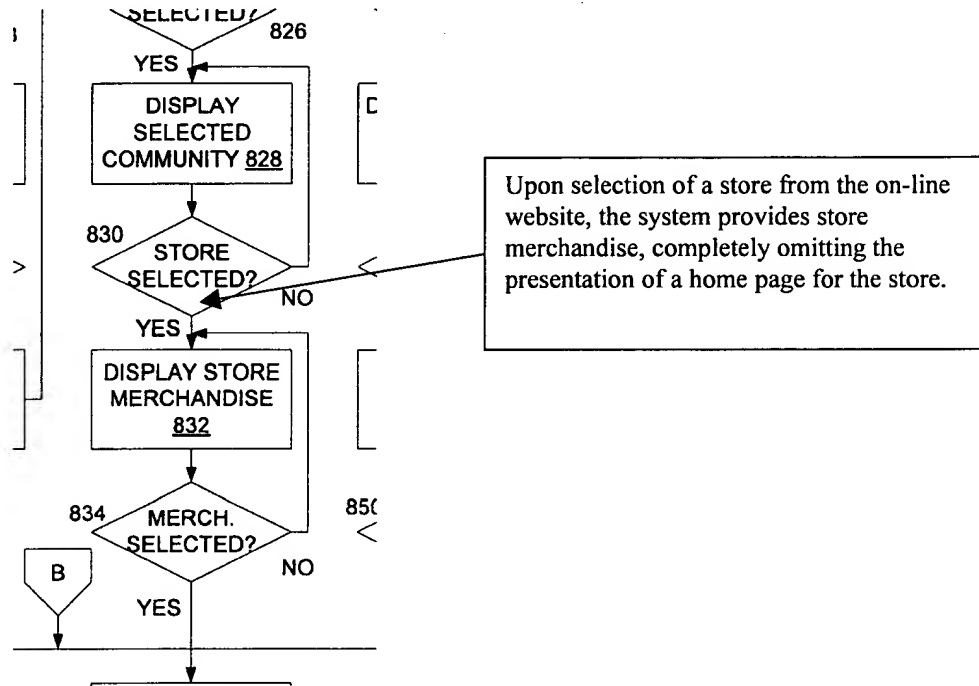 SELECTED?
826
YES
DISPLAY
SELECTED
COMMUNITY 828
830
STORE
SELECTED?
NO
YES
DISPLAY STORE
MERCHANDISE
832
834
MERCH.
SELECTED?
NO
YES
B
D
850
Upon selection of a store from the on-line
website, the system provides store
merchandise, completely omitting the
presentation of a home page for the store.